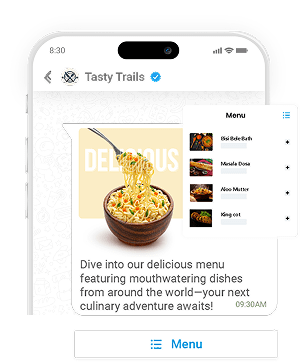 8:30
Tasty Trails
Menu
Bisi Bele Bath
Masala Dosa
Aloo Mutter
King cot
DELICIOUS
Dive into our delicious menu
featuring mouthwatering dishes
from around the world—your next
culinary adventure awaits!
09.30AM
Menu